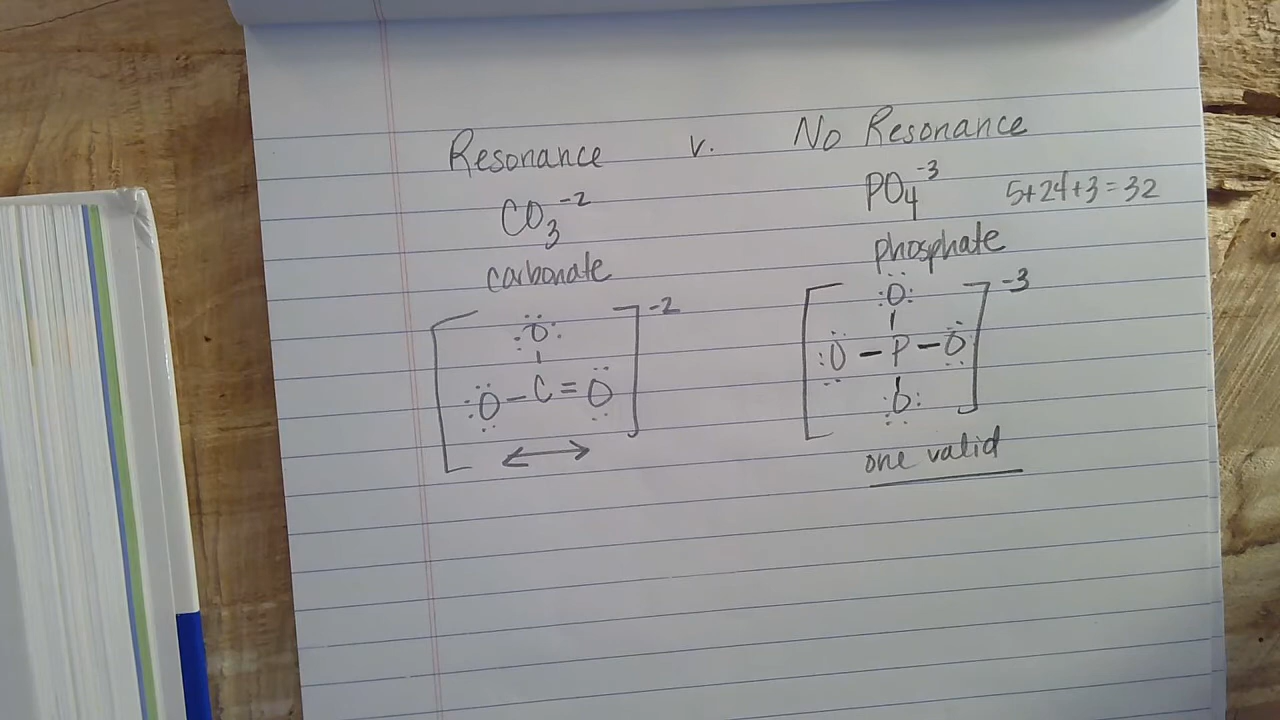 Resonance v. No Resonance
CO₃⁻² PO₄⁻³ 5+24+3=32
carbonate phosphate
-2 -3
:Ö: :Ö:
:Ö - C = Ö :Ö - P - Ö:
:O:
one valid